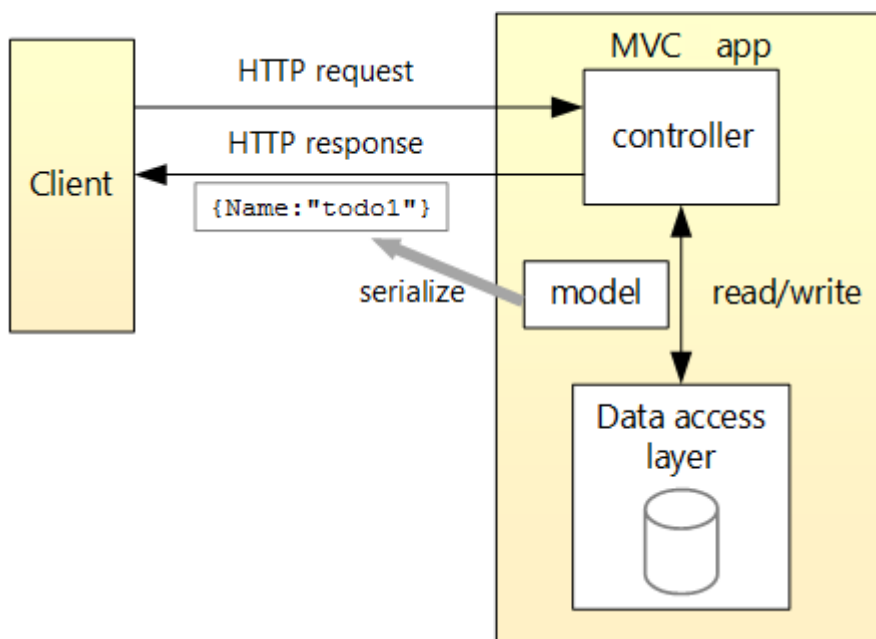 MVC app
HTTP request
controller
HTTP response
Client
{Name:"todo1"}
serialize
model
read/write
Data access
layer